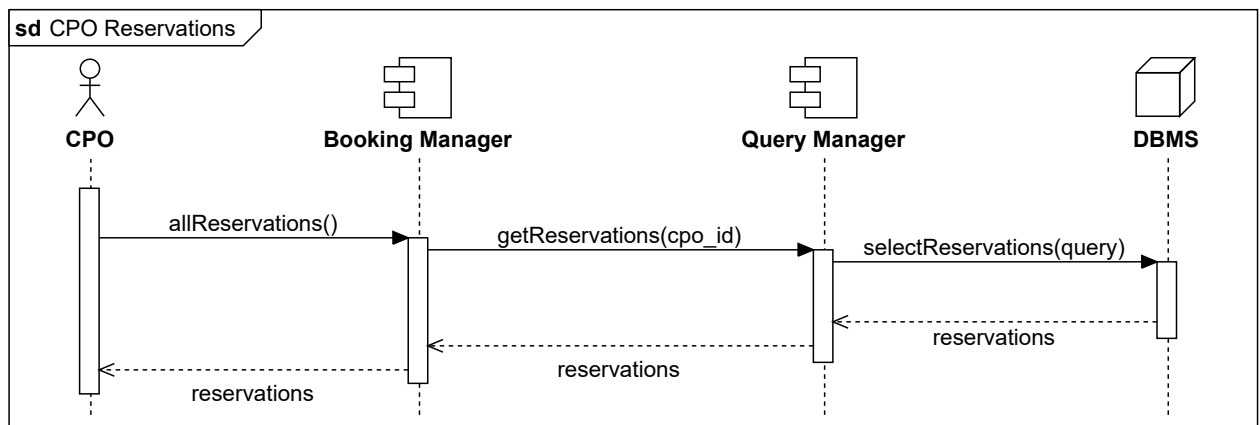 sd CPO Reservations
CPO
Booking Manager
Query Manager
DBMS
allReservations()
getReservations(cpo_id)
selectReservations(query)
reservations
reservations
reservations